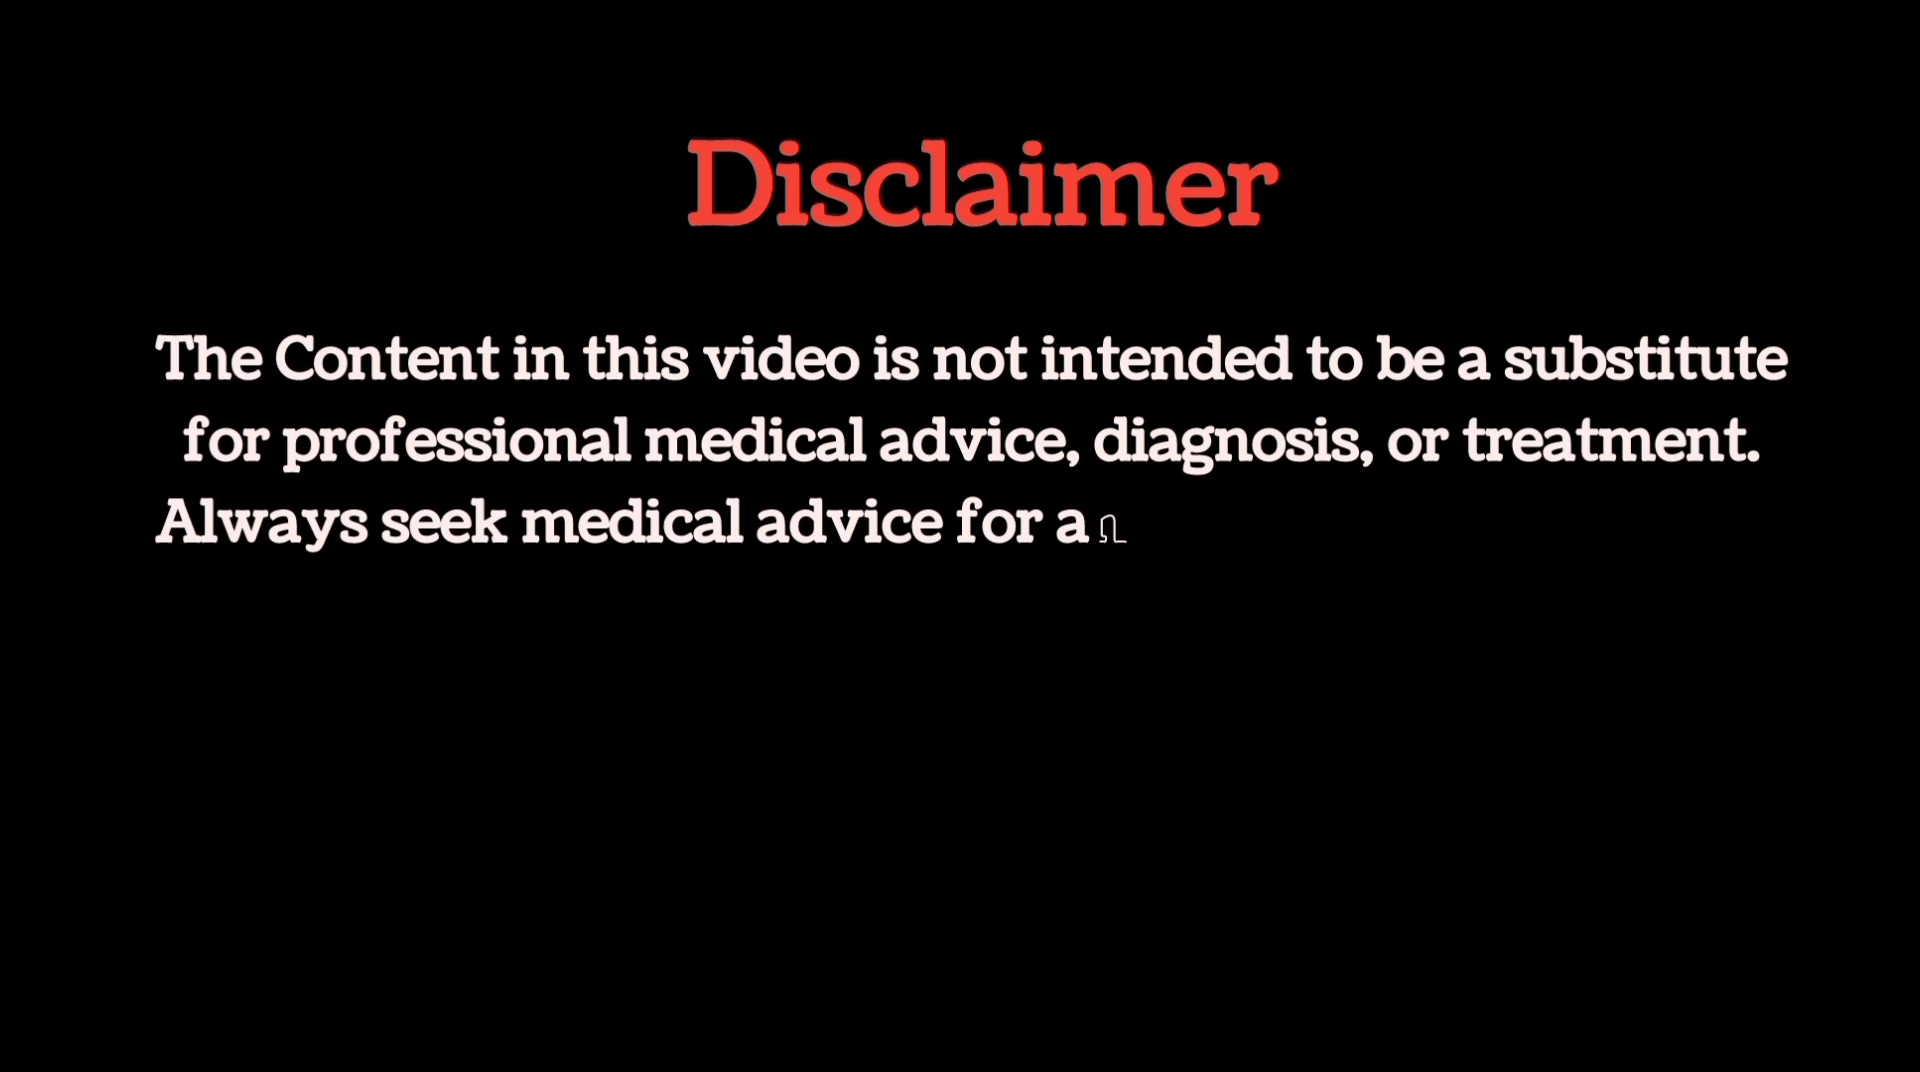 Disclaimer
The Content in this video is not intended to be a substitute
for professional medical advice, diagnosis, or treatment.
Always seek medical advice for a